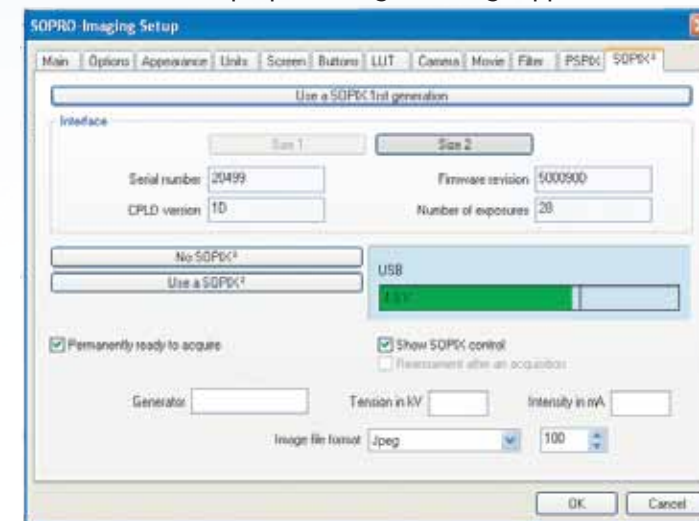 SOPRO-Imaging Setup
Main Options Appearance Units Screen Buttons LUT Camera Movie Filter PSPIX SOPIX²
Use a SOPIX 1rst generation
Interface
Size 1 Size 2
Serial number 20499 Firmware revision 5000900
CPLD version 1D Number of exposures 28
No SOPIX²
Use a SOPIX²
USB
Permanently ready to acquire Show SOPIX control
Rearmament after an acquisition
Generator Tension in kV Intensity in mA
Image file format Jpeg 100
OK Cancel